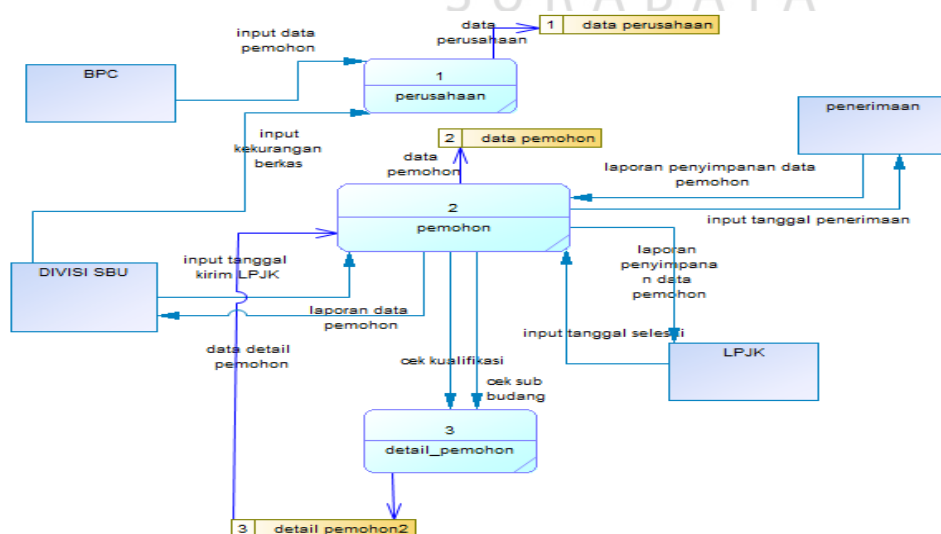 SURABAYA
data
perusahaan
1 data perusahaan
input data
pemohon
BPC
1
perusahaan
penerimaan
input
kekurangan
berkas
2 data pemohon
data
pemohon
laporan penyimpanan data
pemohon
2
pemohon
input tanggal penerimaan
DIVISI SBU
input tanggal
kirim LPJK
laporan
penyimpana
n data
pemohon
laporan data
pemohon
input tanggal selesai
data detail
pemohon
LPJK
cek kualifikasi
cek sub
budang
3
detail_pemohon
3 detail pemohon2